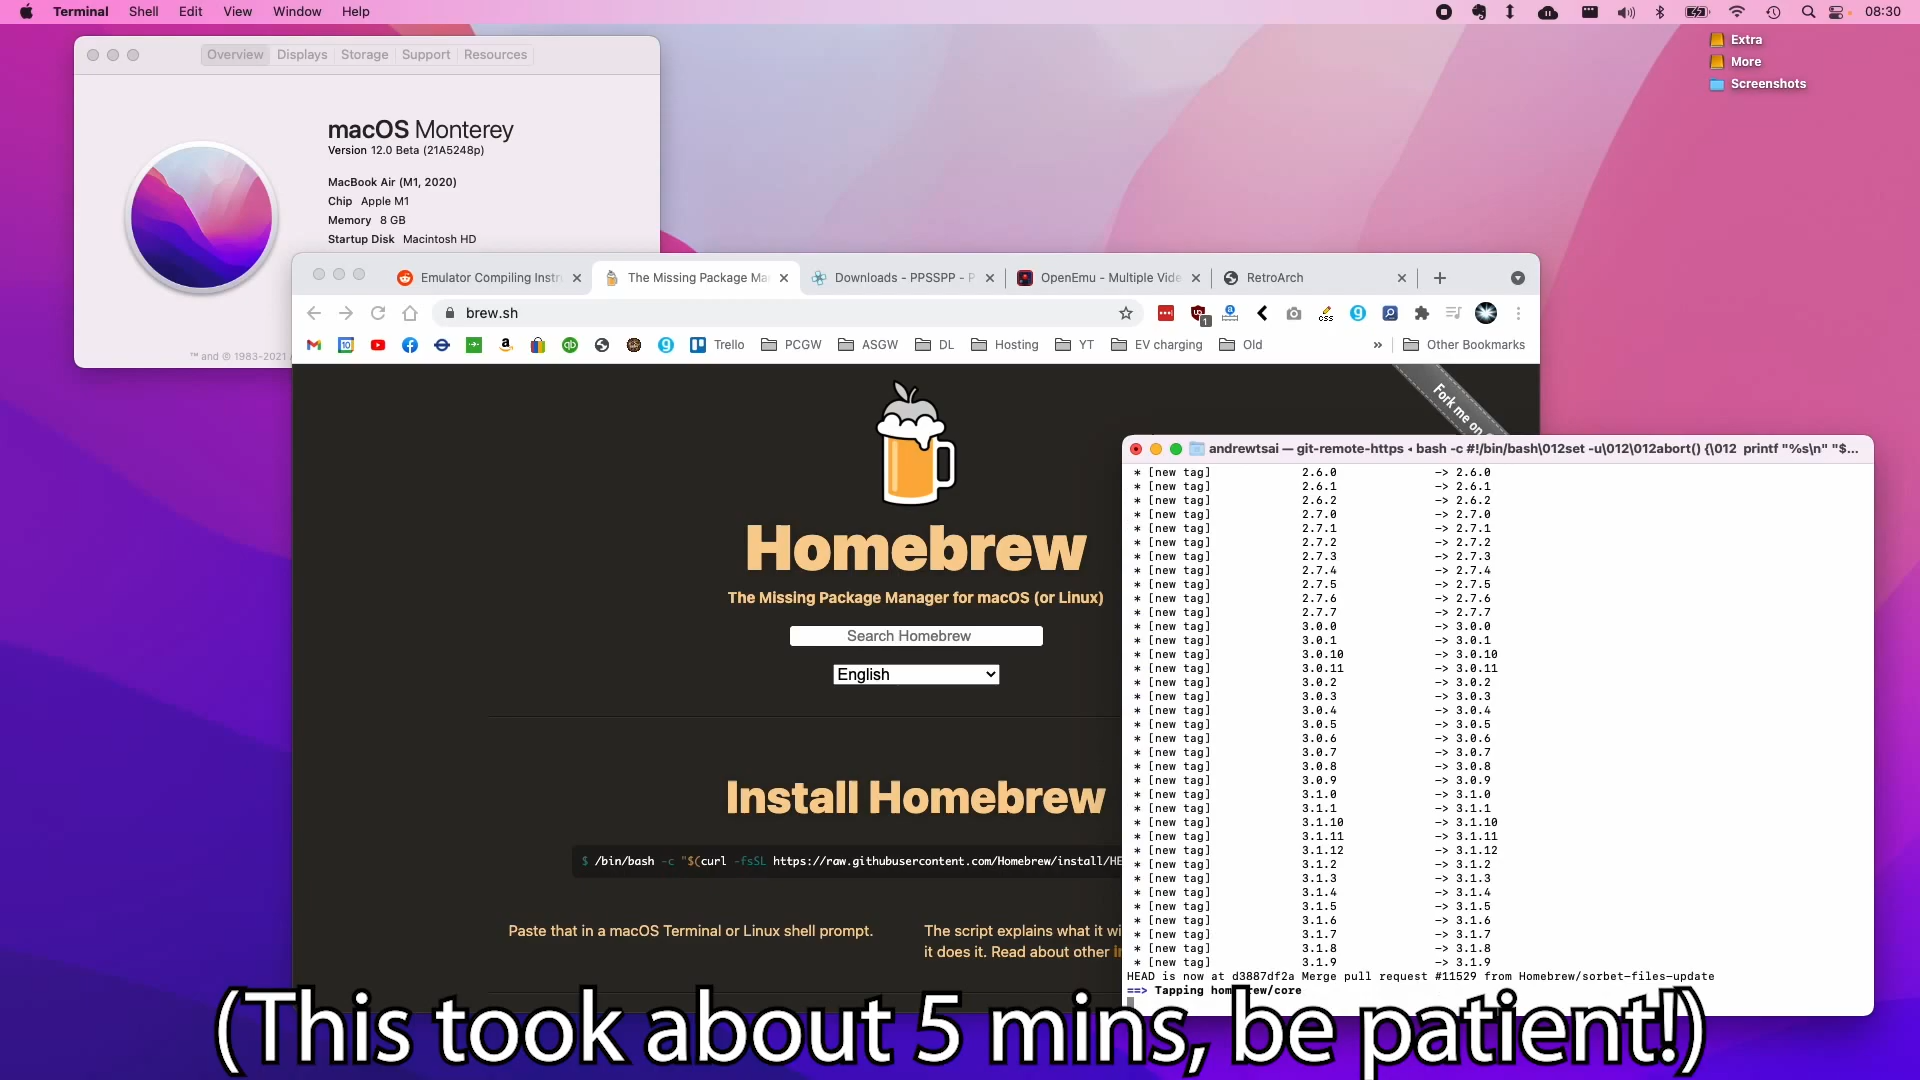 Terminal Shell Edit View Window Help 08:30
Extra
More
Screenshots
Overview Displays Storage Support Resources
macOS Monterey
Version 12.0 Beta (21A5248p)
MacBook Air (M1, 2020)
Chip Apple M1
Memory 8 GB
Startup Disk Macintosh HD
™ and © 1983-2021
Emulator Compiling Instr The Missing Package Ma Downloads - PPSSPP - P OpenEmu - Multiple Vide RetroArch
brew.sh
Trello PCGW ASGW DL Hosting YT EV charging Old » Other Bookmarks
Fork me on
Homebrew
The Missing Package Manager for macOS (or Linux)
Search Homebrew
English
Install Homebrew
$ /bin/bash -c "$(curl -fsSL https://raw.githubusercontent.com/Homebrew/install/HE
Paste that in a macOS Terminal or Linux shell prompt.
The script explains what it wi
it does it. Read about other
andrewtsai — git-remote-https ◂ bash -c #!/bin/bash\012set -u\012\012abort() {\012 printf "%s\n" "$...
* [new tag] 2.6.0 -> 2.6.0
* [new tag] 2.6.1 -> 2.6.1
* [new tag] 2.6.2 -> 2.6.2
* [new tag] 2.7.0 -> 2.7.0
* [new tag] 2.7.1 -> 2.7.1
* [new tag] 2.7.2 -> 2.7.2
* [new tag] 2.7.3 -> 2.7.3
* [new tag] 2.7.4 -> 2.7.4
* [new tag] 2.7.5 -> 2.7.5
* [new tag] 2.7.6 -> 2.7.6
* [new tag] 2.7.7 -> 2.7.7
* [new tag] 3.0.0 -> 3.0.0
* [new tag] 3.0.1 -> 3.0.1
* [new tag] 3.0.10 -> 3.0.10
* [new tag] 3.0.11 -> 3.0.11
* [new tag] 3.0.2 -> 3.0.2
* [new tag] 3.0.3 -> 3.0.3
* [new tag] 3.0.4 -> 3.0.4
* [new tag] 3.0.5 -> 3.0.5
* [new tag] 3.0.6 -> 3.0.6
* [new tag] 3.0.7 -> 3.0.7
* [new tag] 3.0.8 -> 3.0.8
* [new tag] 3.0.9 -> 3.0.9
* [new tag] 3.1.0 -> 3.1.0
* [new tag] 3.1.1 -> 3.1.1
* [new tag] 3.1.10 -> 3.1.10
* [new tag] 3.1.11 -> 3.1.11
* [new tag] 3.1.12 -> 3.1.12
* [new tag] 3.1.2 -> 3.1.2
* [new tag] 3.1.3 -> 3.1.3
* [new tag] 3.1.4 -> 3.1.4
* [new tag] 3.1.5 -> 3.1.5
* [new tag] 3.1.6 -> 3.1.6
* [new tag] 3.1.7 -> 3.1.7
* [new tag] 3.1.8 -> 3.1.8
* [new tag] 3.1.9 -> 3.1.9
HEAD is now at d3887df2a Merge pull request #11529 from Homebrew/sorbet-files-update
==> Tapping homebrew/core
(This took about 5 mins, be patient!)